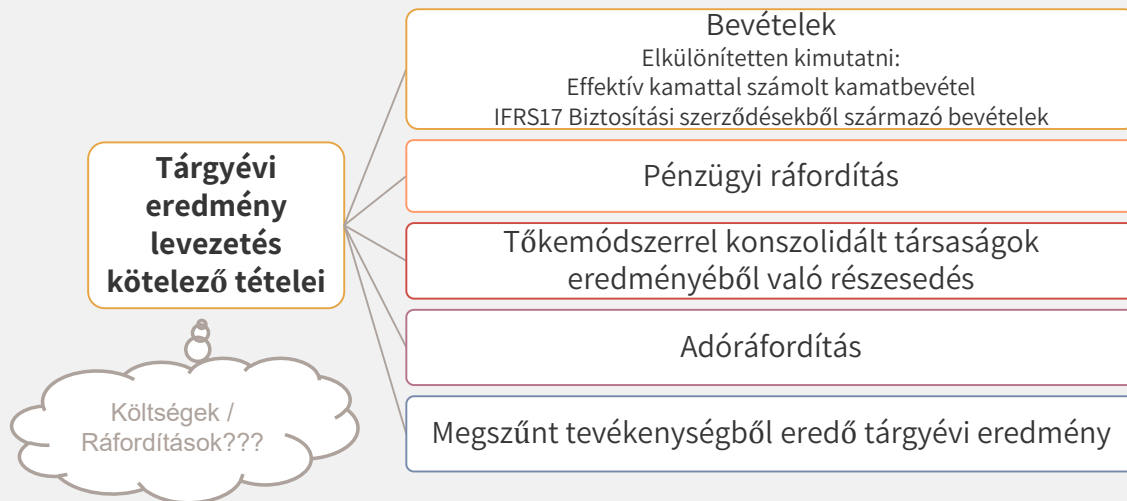 Bevételek
Elkülönítetten kimutatni:
Effektív kamattal számolt kamatbevétel
IFRS17 Biztosítási szerződésekből származó bevételek
Tárgyévi
eredmény
levezetés
kötelező tételei
Pénzügyi ráfordítás
Tőkemódszerrel konszolidált társaságok
eredményéből való részesedés
Adóráfordítás
Megszűnt tevékenységből eredő tárgyévi eredmény
Költségek /
Ráfordítások???